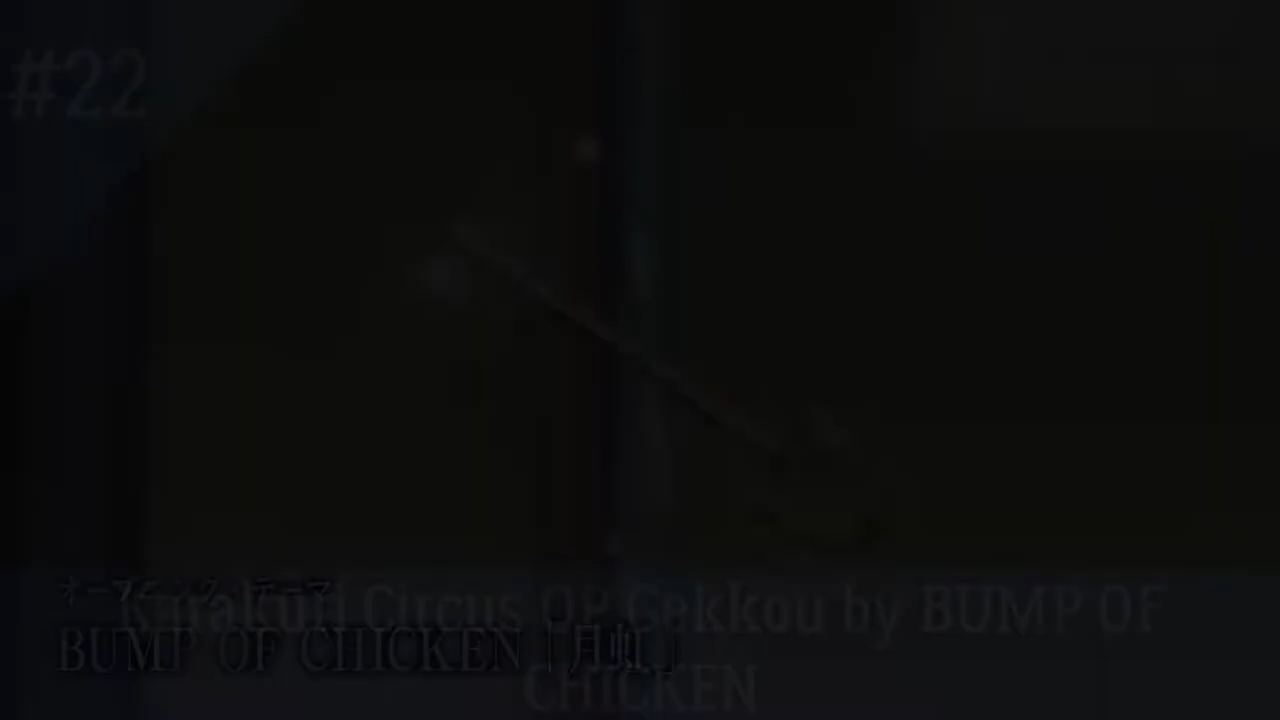 #22
オープニング・テーマ
Karakuri Circus OP Gekkou by BUMP OF
BUMP OF CHICKEN「月虹」
CHICKEN